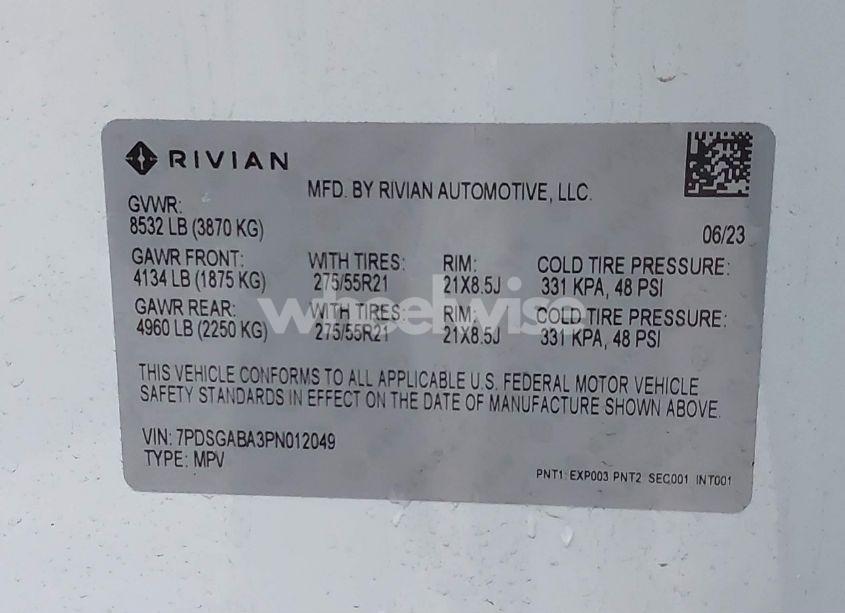 RIVIAN
MFD. BY RIVIAN AUTOMOTIVE, LLC.
GVWR:
8532 LB (3870 KG)
06/23
GAWR FRONT: WITH TIRES: RIM: COLD TIRE PRESSURE:
4134 LB (1875 KG) 275/55R21 21X8.5J 331 KPA, 48 PSI
GAWR REAR: WITH TIRES: RIM: COLD TIRE PRESSURE:
4960 LB (2250 KG) 275/55R21 21X8.5J 331 KPA, 48 PSI
wheelwise
THIS VEHICLE CONFORMS TO ALL APPLICABLE U.S. FEDERAL MOTOR VEHICLE
SAFETY STANDARDS IN EFFECT ON THE DATE OF MANUFACTURE SHOWN ABOVE.
VIN: 7PDSGABA3PN012049
TYPE: MPV
PNT1 EXP003 PNT2 SEC001 INT001